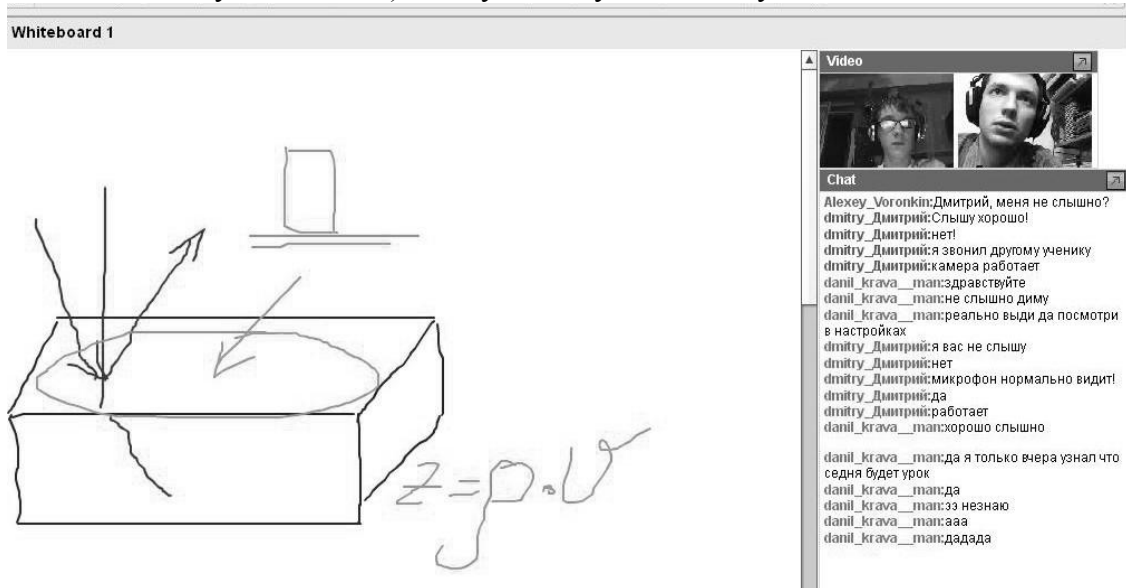 Whiteboard 1
z=ρ·υ
Video
Chat
Alexey_Voronkin:Дмитрий, меня не слышно?
dmitry_Дмитрий:Слышу хорошо!
dmitry_Дмитрий:нет!
dmitry_Дмитрий:я звонил другому ученику
dmitry_Дмитрий:камера работает
danil_krava__man:здравствуйте
danil_krava__man:не слышно диму
danil_krava__man:реально выди да посмотри
в настройках
dmitry_Дмитрий:я вас не слышу
dmitry_Дмитрий:нет
dmitry_Дмитрий:микрофон нормально видит!
dmitry_Дмитрий:да
dmitry_Дмитрий:работает
danil_krava__man:хорошо слышно
danil_krava__man:да я только вчера узнал что
седня будет урок
danil_krava__man:да
danil_krava__man:ээ незнаю
danil_krava__man:ааа
danil_krava__man:дадада